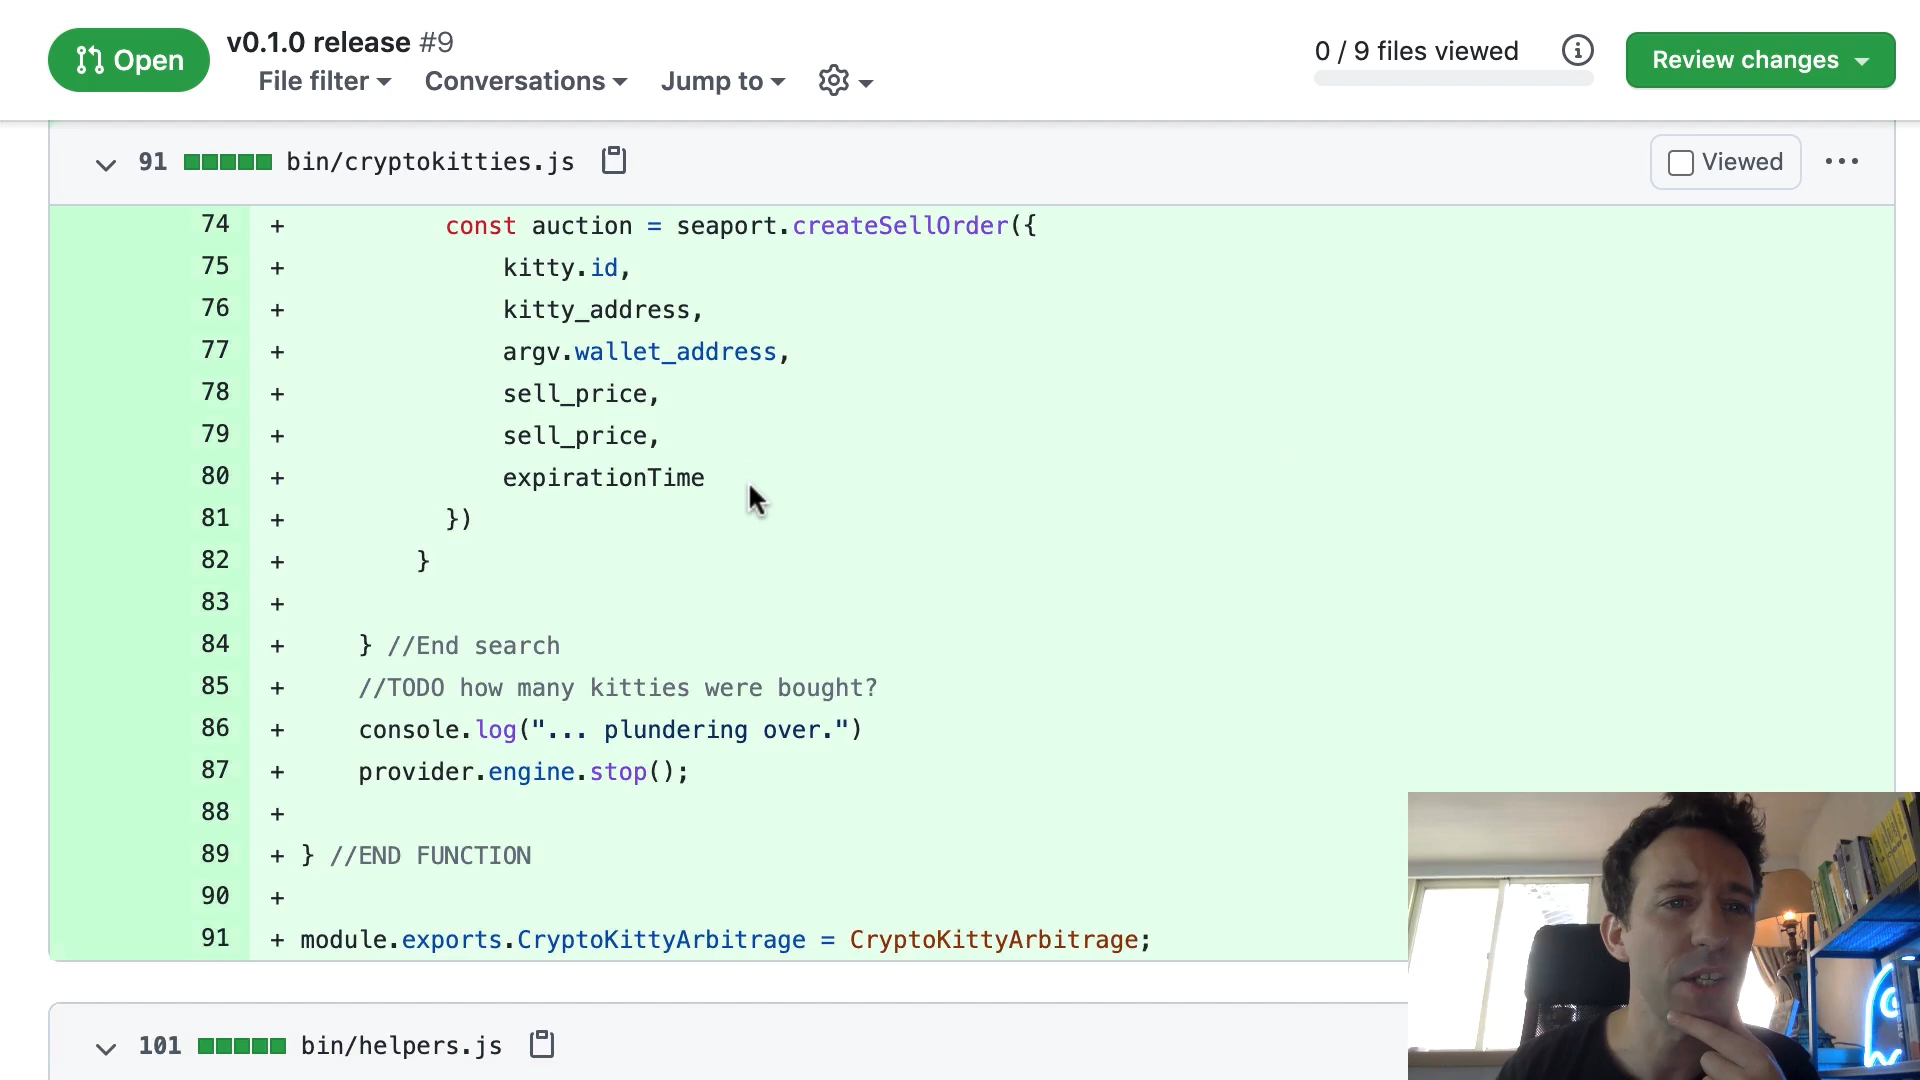 Open
v0.1.0 release #9
File filter
Conversations
Jump to
0 / 9 files viewed
Review changes
91 bin/cryptokitties.js
Viewed
74 + const auction = seaport.createSellOrder({
75 + kitty.id,
76 + kitty_address,
77 + argv.wallet_address,
78 + sell_price,
79 + sell_price,
80 + expirationTime
81 + })
82 + }
83 +
84 + } //End search
85 + //TODO how many kitties were bought?
86 + console.log("... plundering over.")
87 + provider.engine.stop();
88 +
89 + } //END FUNCTION
90 +
91 + module.exports.CryptoKittyArbitrage = CryptoKittyArbitrage;
101 bin/helpers.js